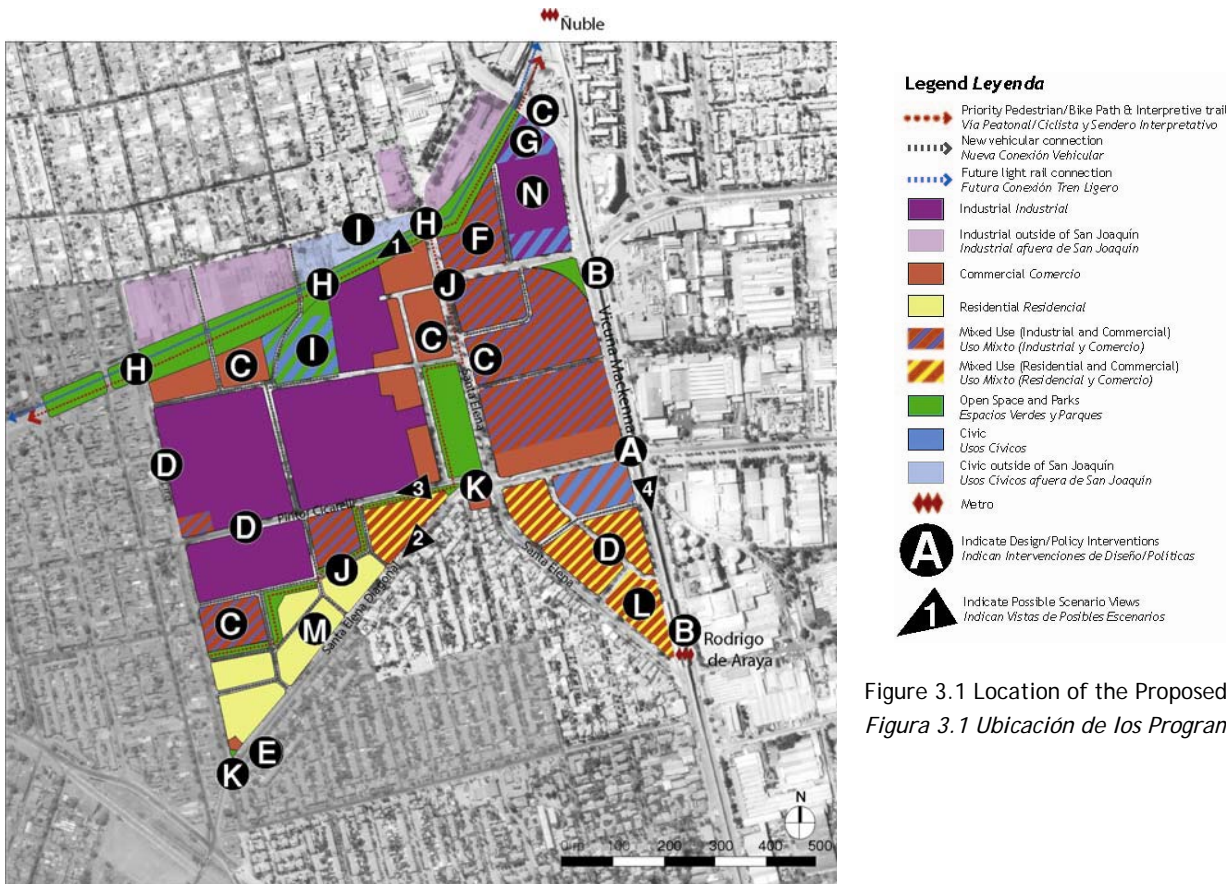 Ñuble
C
G
N
I
H
1
F
H
B
J
Vicuña Mackenna
I
C
C
C
H
Santa Elena
D
A
K
3
4
Pintor Cicarelli
D
2
D
J
Santa Elena
Santa Elena Diagonal
L
C
M
B
Rodrigo
de Araya
E
K
N
0 m 100 200 300 400 500
Legend Leyenda
Priority Pedestrian/Bike Path & Interpretive trail
Vía Peatonal/Ciclista y Sendero Interpretativo
New vehicular connection
Nueva Conexión Vehicular
Future light rail connection
Futura Conexión Tren Ligero
Industrial Industrial
Industrial outside of San Joaquín
Industrial afuera de San Joaquín
Commercial Comercio
Residential Residencial
Mixed Use (Industrial and Commercial)
Uso Mixto (Industrial y Comercio)
Mixed Use (Residential and Commercial)
Uso Mixto (Residencial y Comercio)
Open Space and Parks
Espacios Verdes y Parques
Civic
Usos Cívicos
Civic outside of San Joaquín
Usos Cívicos afuera de San Joaquín
Metro
A
Indicate Design/Policy Interventions
Indican Intervenciones de Diseño/Políticas
1
Indicate Possible Scenario Views
Indican Vistas de Posibles Escenarios
Figure 3.1 Location of the Proposed
Figura 3.1 Ubicación de los Progran